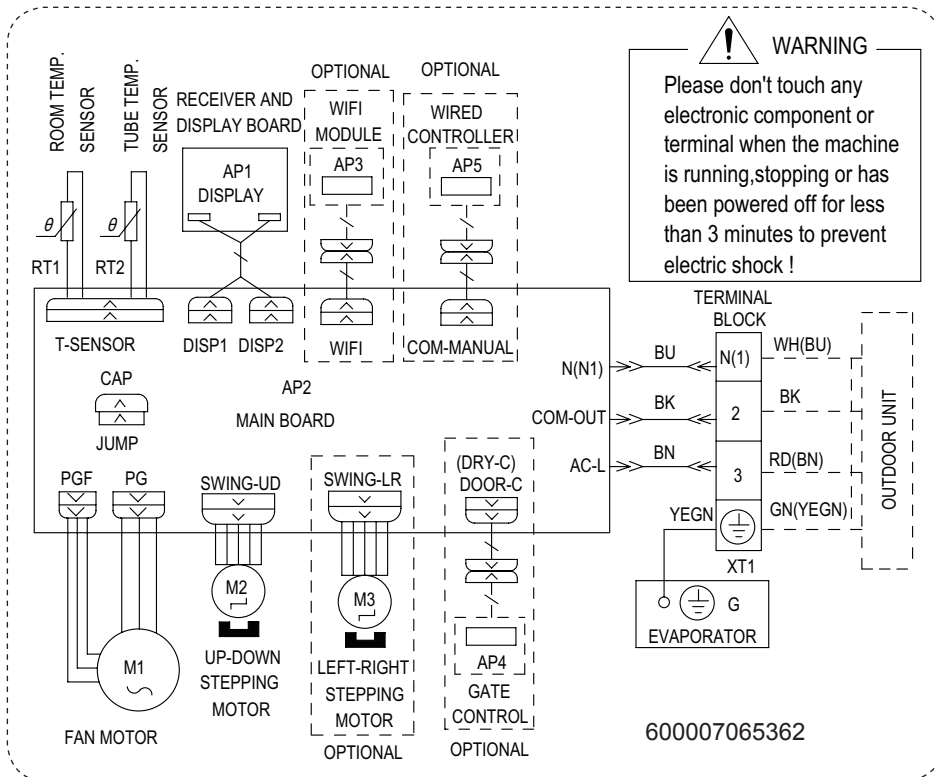 WARNING
Please don't touch any
electronic component or
terminal when the machine
is running,stopping or has
been powered off for less
than 3 minutes to prevent
electric shock !
ROOM TEMP.
SENSOR
TUBE TEMP.
SENSOR
RECEIVER AND
DISPLAY BOARD
OPTIONAL
WIFI
MODULE
OPTIONAL
WIRED
CONTROLLER
AP1
DISPLAY
AP3
AP5
θ
RT1
θ
RT2
T-SENSOR
DISP1
DISP2
WIFI
COM-MANUAL
CAP
JUMP
AP2
MAIN BOARD
N(N1)
COM-OUT
AC-L
BU
BK
BN
TERMINAL
BLOCK
N(1)
2
3
XT1
WH(BU)
BK
RD(BN)
GN(YEGN)
OUTDOOR UNIT
YEGN
G
EVAPORATOR
PGF
PG
SWING-UD
SWING-LR
(DRY-C)
DOOR-C
M1
FAN MOTOR
M2
UP-DOWN
STEPPING
MOTOR
M3
LEFT-RIGHT
STEPPING
MOTOR
OPTIONAL
AP4
GATE
CONTROL
OPTIONAL
600007065362